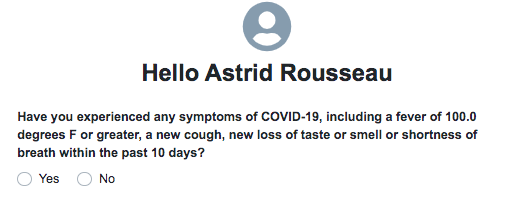 Hello Astrid Rousseau
Have you experienced any symptoms of COVID-19, including a fever of 100.0
degrees F or greater, a new cough, new loss of taste or smell or shortness of
breath within the past 10 days?
Yes No